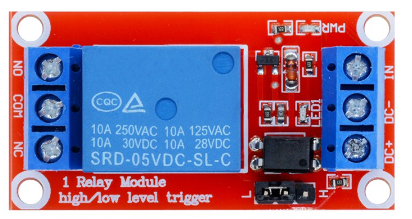 PWR
NO
COM
NC
CQC
10A 250VAC 10A 125VAC
10A 30VDC 10A 28VDC
SRD-05VDC-SL-C
1 Relay Module
high/low level trigger
LED1
IN
DC-
DC+
L
H